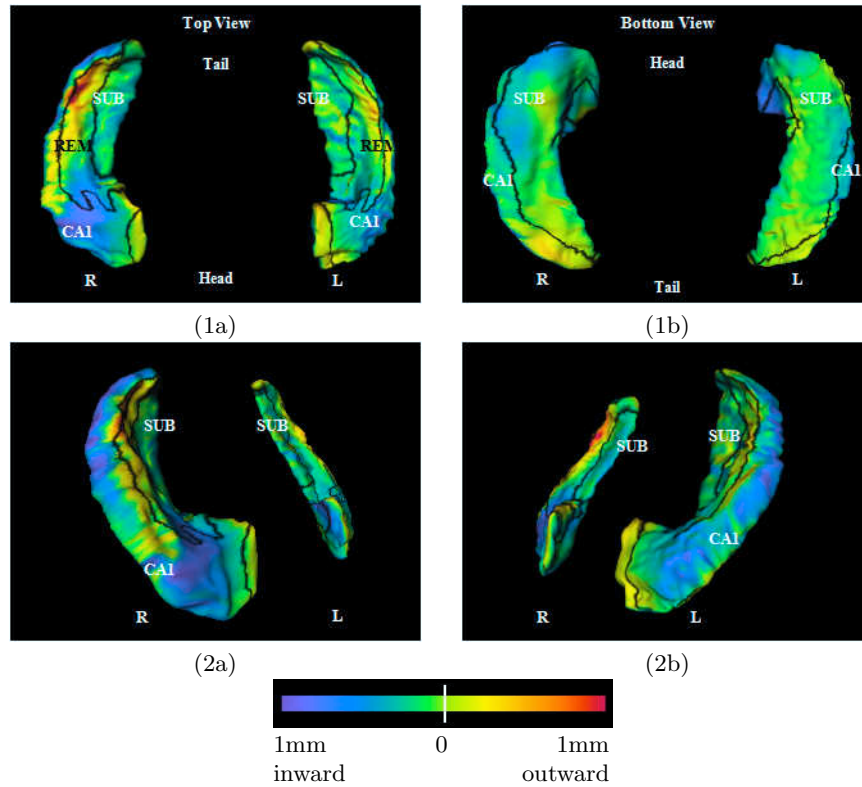 Top View
Tail
SUB
SUB
REM
REM
CA1
CA1
R
Head
L
(1a)
Bottom View
Head
SUB
SUB
CA1
CA1
R
L
Tail
(1b)
SUB
SUB
CA1
R
L
(2a)
SUB
SUB
CA1
R
L
(2b)
1mm 0 1mm
inward outward